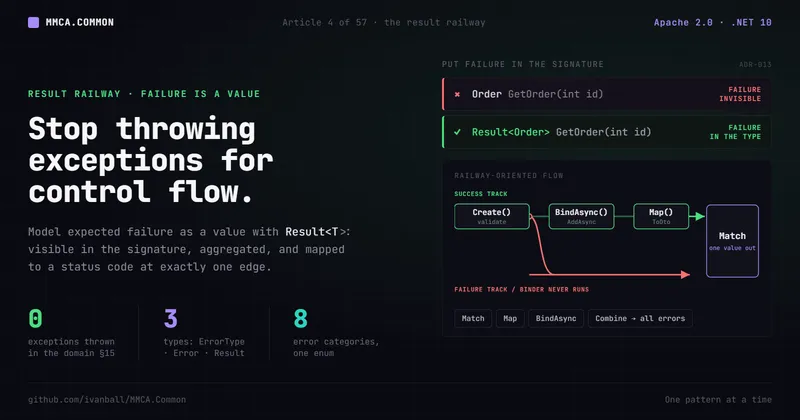 MMCA.COMMON
Article 4 of 57 · the result railway
Apache 2.0 · .NET 10
RESULT RAILWAY · FAILURE IS A VALUE
Stop throwing
exceptions for
control flow.
Model expected failure as a value with Result<T>:
visible in the signature, aggregated, and mapped
to a status code at exactly one edge.
0
exceptions thrown
in the domain §15
3
types: ErrorType
· Error · Result
8
error categories,
one enum
PUT FAILURE IN THE SIGNATURE
ADR-013
✖ Order GetOrder(int id)
FAILURE
INVISIBLE
✓ Result<Order> GetOrder(int id)
FAILURE
IN THE TYPE
RAILWAY-ORIENTED FLOW
SUCCESS TRACK
Create()
validate
BindAsync()
AddAsync
Map()
ToDto
Match
one value out
FAILURE TRACK / BINDER NEVER RUNS
Match
Map
BindAsync
Combine → all errors
github.com/ivanball/MMCA.Common
One pattern at a time